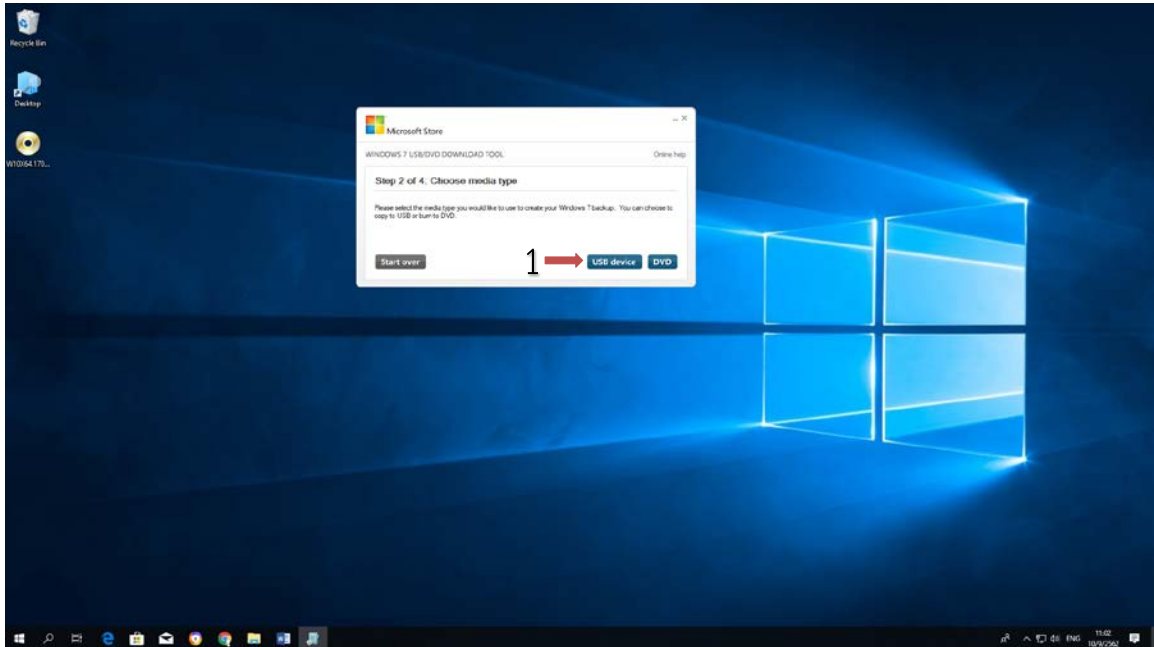 Recycle Bin
Desktop
W10X64.170...
Microsoft Store
WINDOWS 7 USB/DVD DOWNLOAD TOOL
Online help
Step 2 of 4: Choose media type
Please select the media type you would like to use to create your Windows 7 backup. You can choose to
copy to USB or burn to DVD.
Start over
1
USB device
DVD
ENG
11:02
10/9/2562